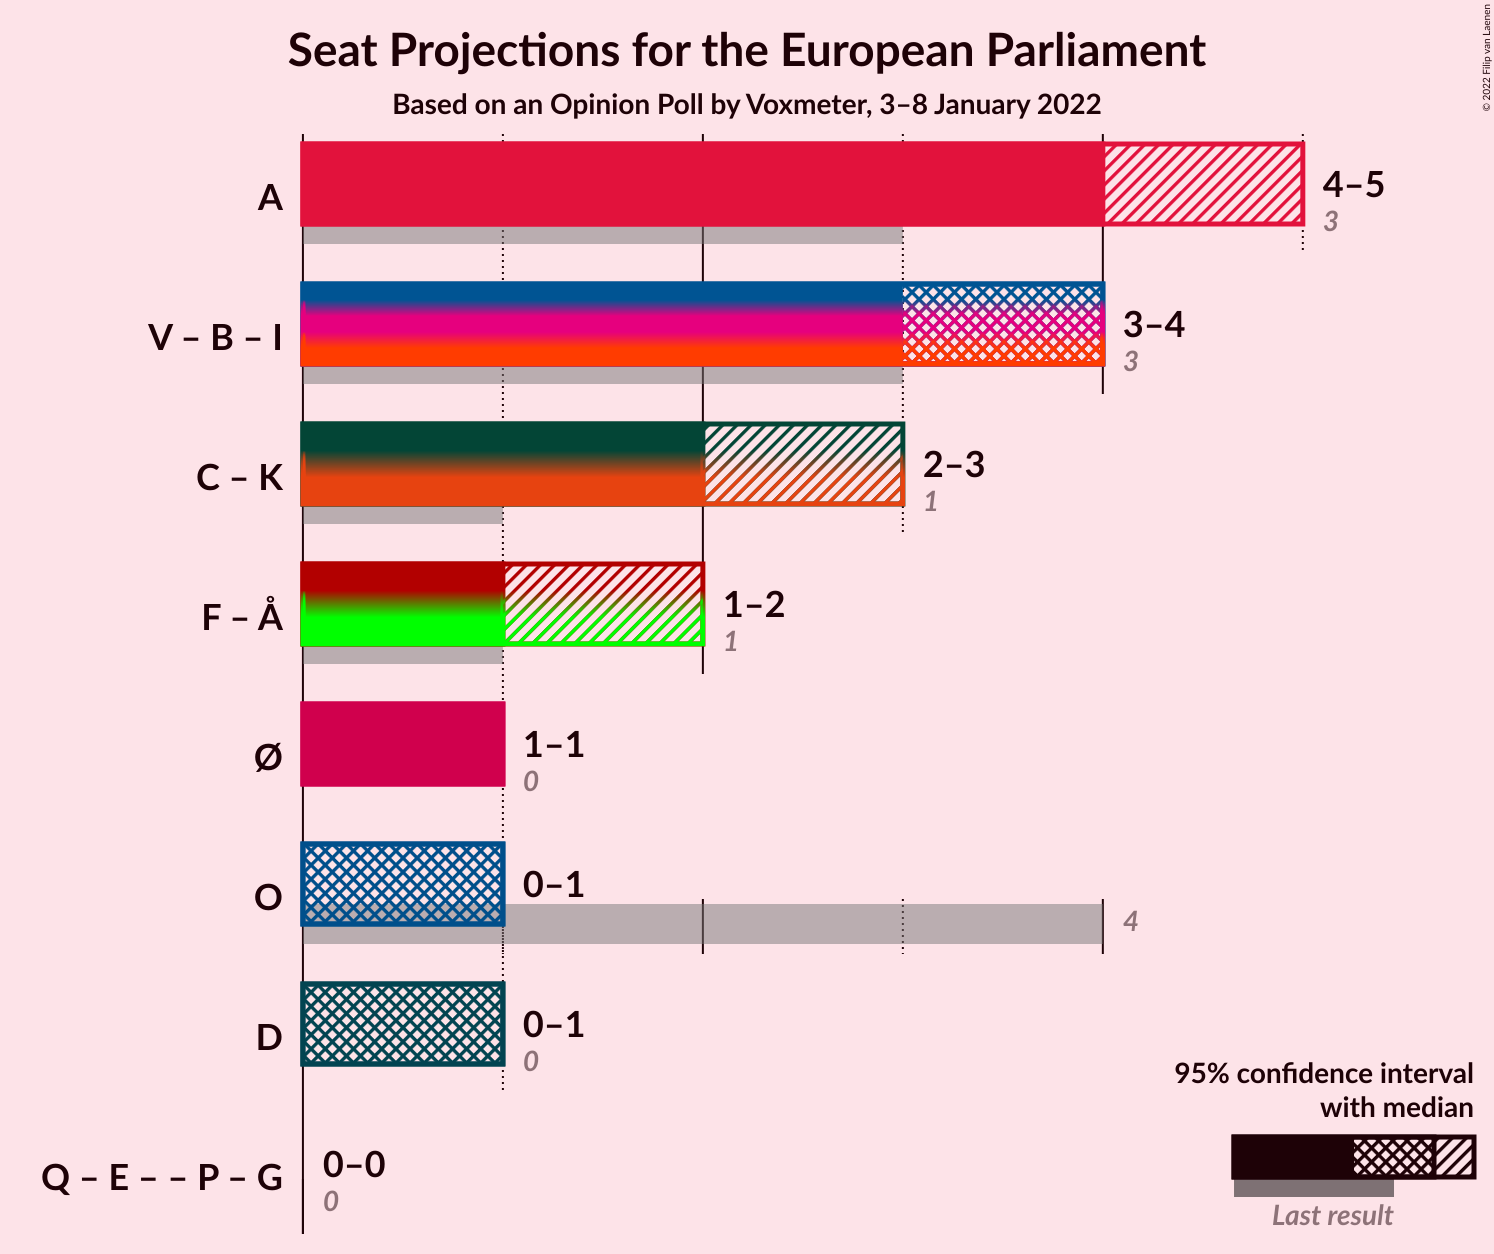 Seat Projections for the European Parliament
Based on an Opinion Poll by Voxmeter, 3–8 January 2022
© 2022 Filip van Laenen
A
4–5
3
V – B – I
3–4
3
C – K
2–3
1
F – Å
1–2
1
Ø
1–1
0
O
0–1
4
D
0–1
0
Q – E – – P – G
0–0
0
95% confidence interval
with median
Last result